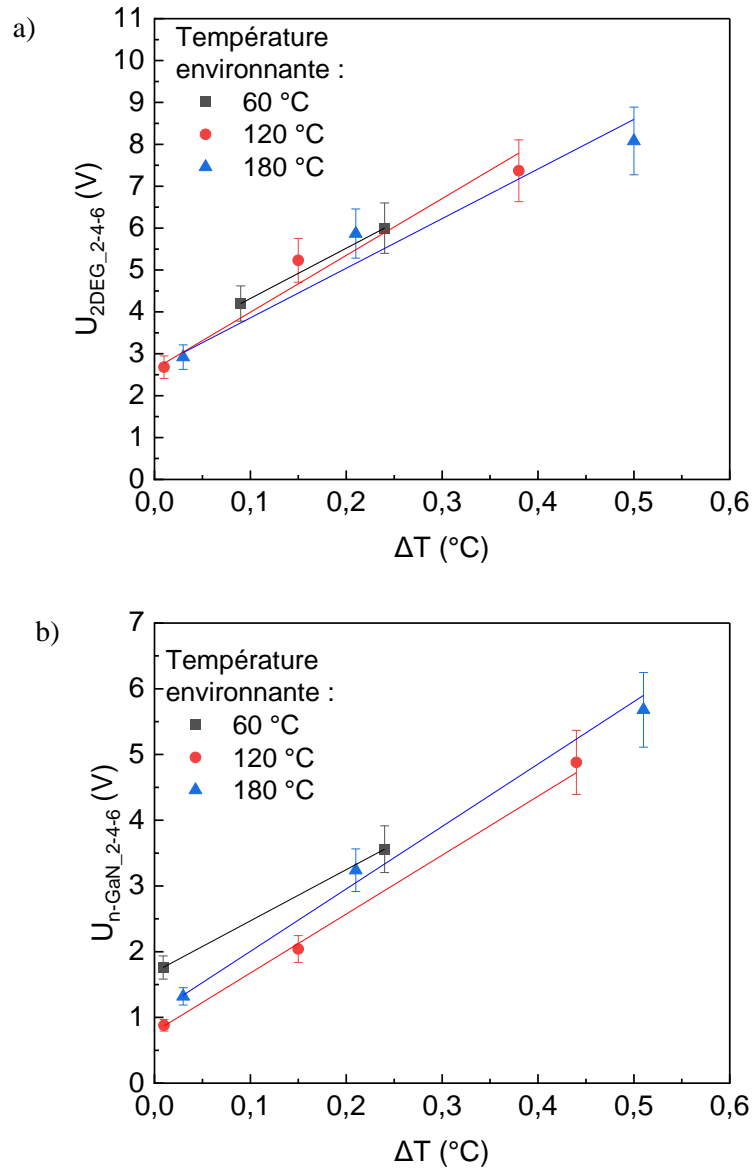 a)
Température
environnante :
60 °C
120 °C
180 °C
U2DEG_2-4-6 (V)
11
10
9
8
7
6
5
4
3
2
1
0
0,0 0,1 0,2 0,3 0,4 0,5 0,6
ΔT (°C)
b)
Température
environnante :
60 °C
120 °C
180 °C
Un-GaN_2-4-6 (V)
7
6
5
4
3
2
1
0
0,0 0,1 0,2 0,3 0,4 0,5 0,6
ΔT (°C)